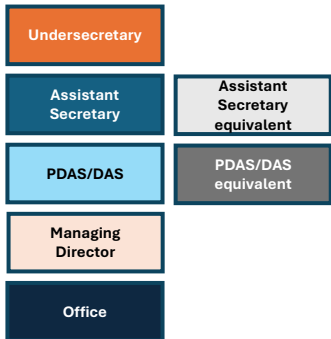 Undersecretary
Assistant
Secretary
Assistant
Secretary
equivalent
PDAS/DAS
PDAS/DAS
equivalent
Managing
Director
Office